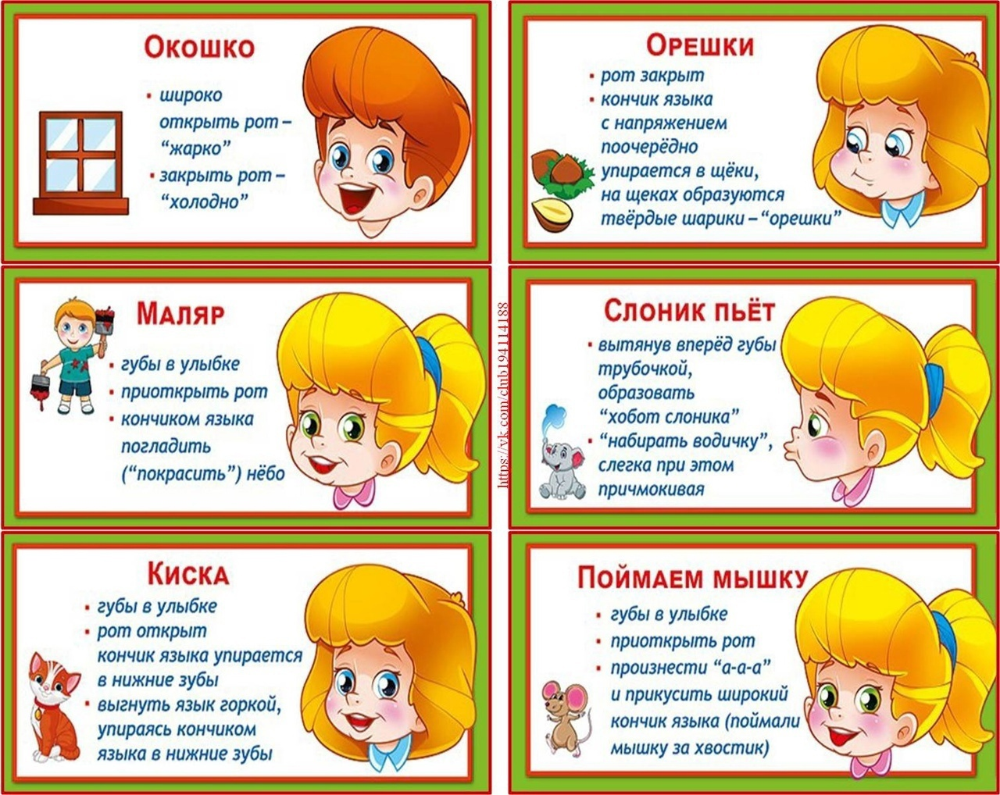 Окошко
▪ широко
открыть рот –
“жарко”
▪ закрыть рот –
“холодно”
Орешки
▪ рот закрыт
▪ кончик языка
с напряжением
поочерёдно
упирается в щёки,
на щеках образуются
твёрдые шарики – “орешки”
Маляр
▪ губы в улыбке
▪ приоткрыть рот
▪ кончиком языка
погладить
(“покрасить”) нёбо
Слоник пьёт
▪ вытянув вперёд губы
трубочкой,
образовать
“хобот слоника”
▪ “набирать водичку”,
слегка при этом
причмокивая
Киска
▪ губы в улыбке
▪ рот открыт
кончик языка упирается
в нижние зубы
▪ выгнуть язык горкой,
упираясь кончиком
языка в нижние зубы
Поймаем мышку
▪ губы в улыбке
▪ приоткрыть рот
▪ произнести “а-а-а”
и прикусить широкий
кончик языка (поймали
мышку за хвостик)
https://vk.com/club194114188